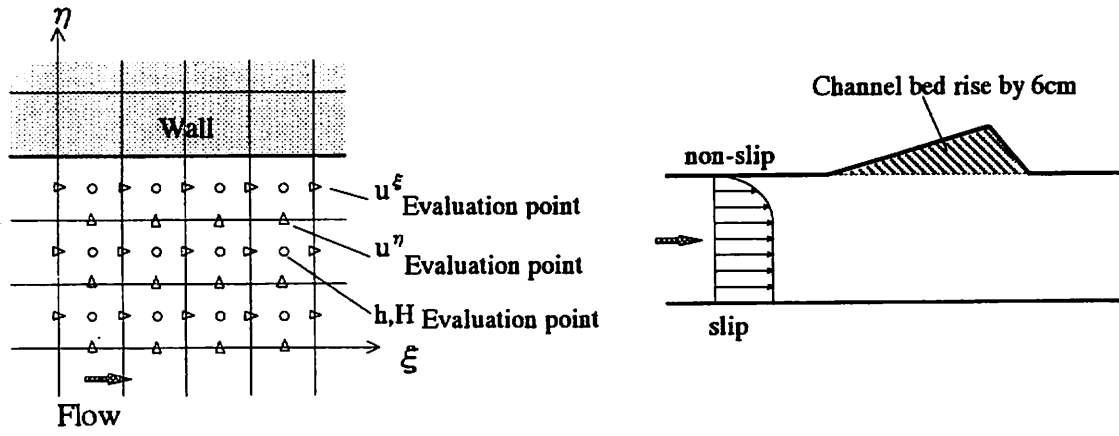 η
Wall
u^ξ Evaluation point
u^η Evaluation point
h,H Evaluation point
ξ
Flow
Channel bed rise by 6cm
non-slip
slip